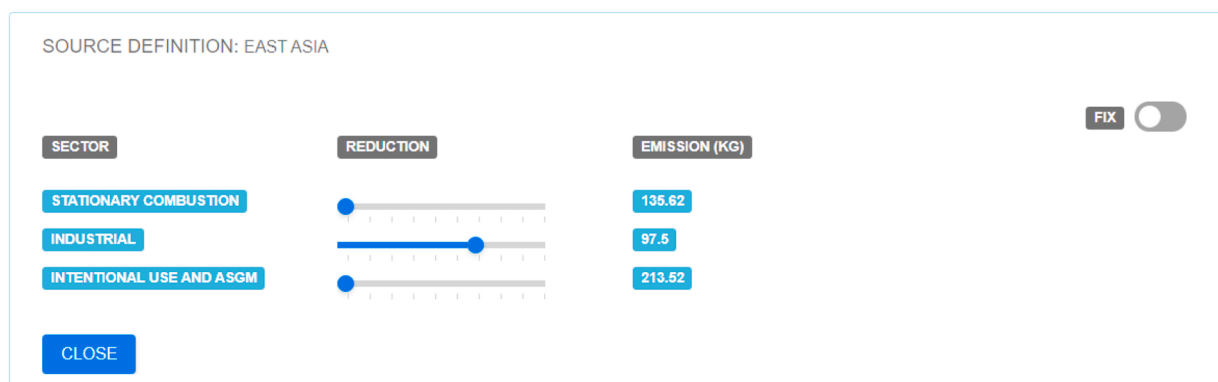 SOURCE DEFINITION: EAST ASIA
FIX
SECTOR REDUCTION EMISSION (KG)
STATIONARY COMBUSTION 135.62
INDUSTRIAL 97.5
INTENTIONAL USE AND ASGM 213.52
CLOSE